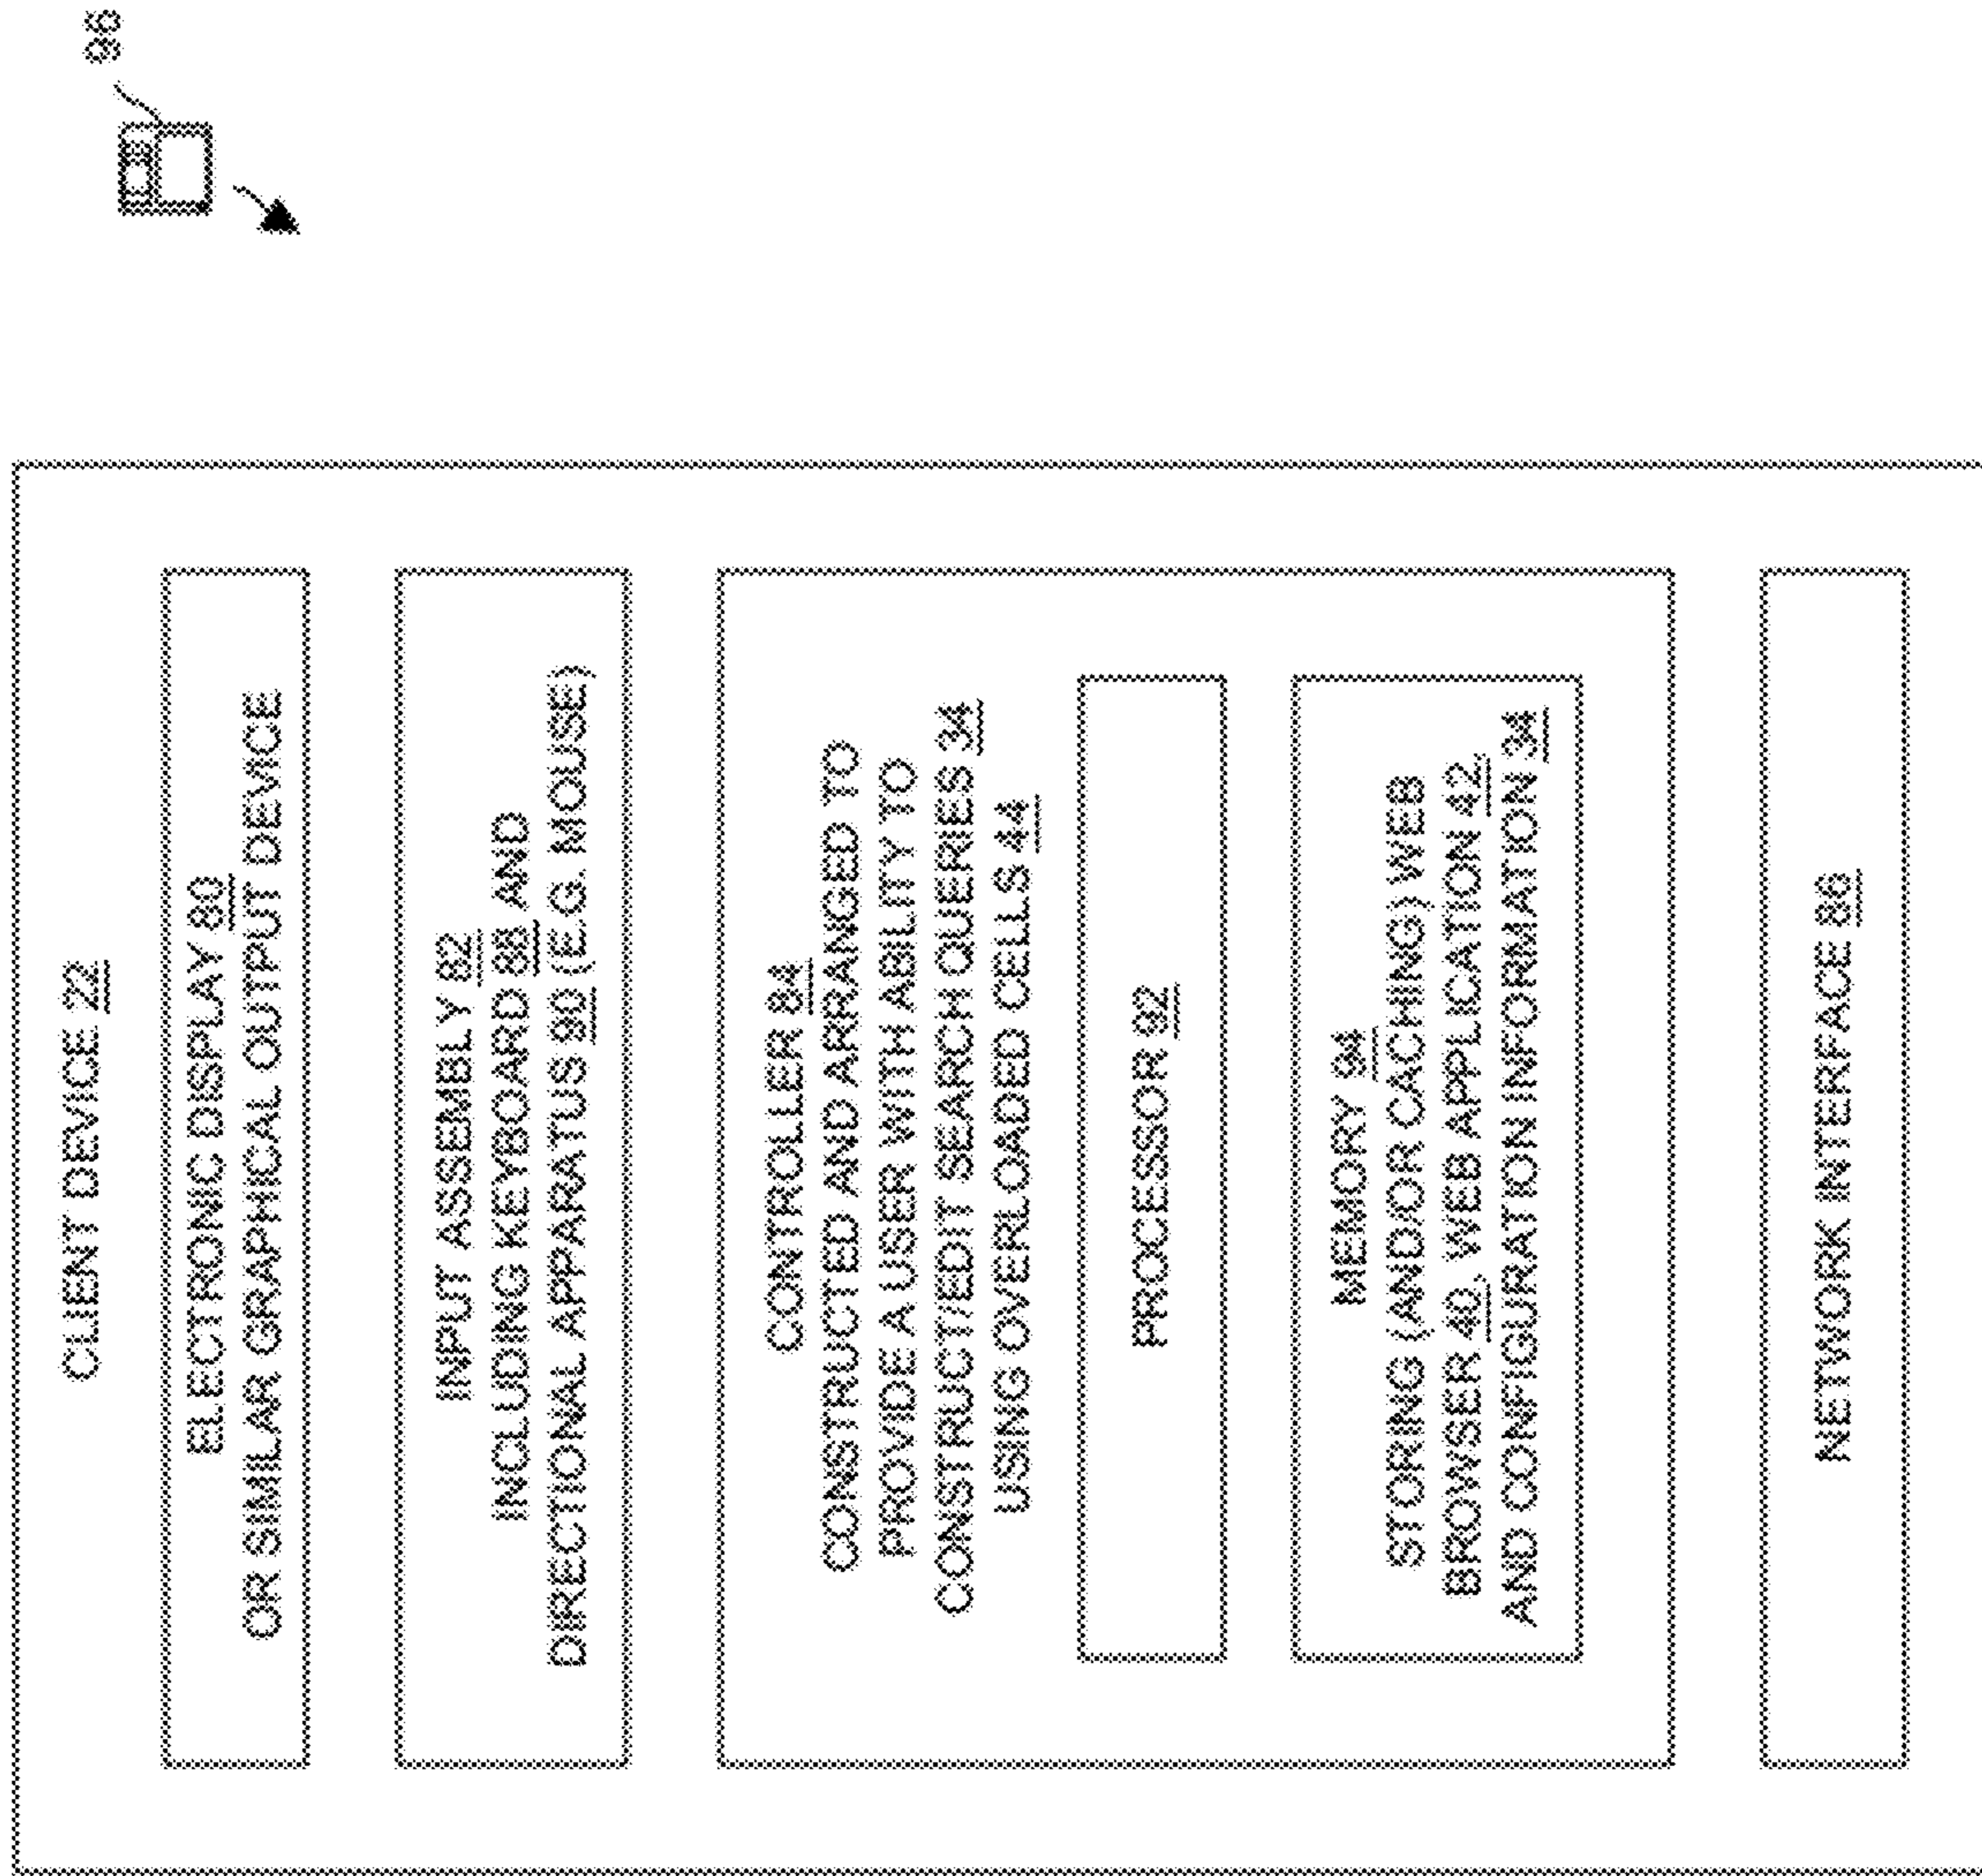 96
CLIENT DEVICE 22
ELECTRONIC DISPLAY 80
OR SIMILAR GRAPHICAL OUTPUT DEVICE
INPUT ASSEMBLY 82
INCLUDING KEYBOARD 88 AND
DIRECTIONAL APPARATUS 90 (E.G. MOUSE)
CONTROLLER 84
CONSTRUCTED AND ARRANGED TO
PROVIDE A USER WITH ABILITY TO
CONSTRUCT/EDIT SEARCH QUERIES 34
USING OVERLOADED CELLS 44
PROCESSOR 92
MEMORY 94
STORING (AND/OR CACHING) WEB
BROWSER 40, WEB APPLICATION 42,
AND CONFIGURATION INFORMATION 34
NETWORK INTERFACE 86